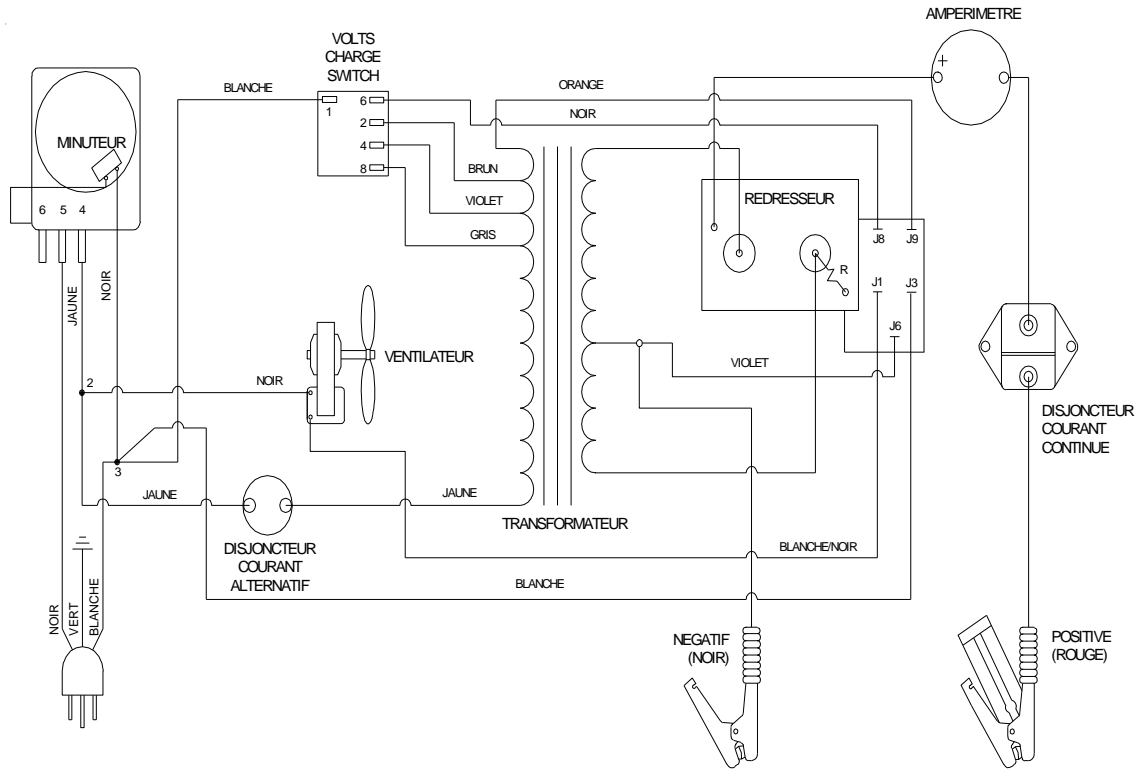 AMPERIMETRE
+
VOLTS
CHARGE
SWITCH
BLANCHE
1
6
2
4
8
ORANGE
NOIR
BRUN
VIOLET
GRIS
MINUTEUR
6 5 4
JAUNE
NOIR
REDRESSEUR
R
J8 J9
J1 J3
J6
VENTILATEUR
VIOLET
NOIR
2
3
DISJONCTEUR
COURANT
CONTINUE
JAUNE
JAUNE
TRANSFORMATEUR
DISJONCTEUR
COURANT
ALTERNATIF
BLANCHE/NOIR
BLANCHE
NOIR
VERT
BLANCHE
NEGATIF
(NOIR)
POSITIVE
(ROUGE)